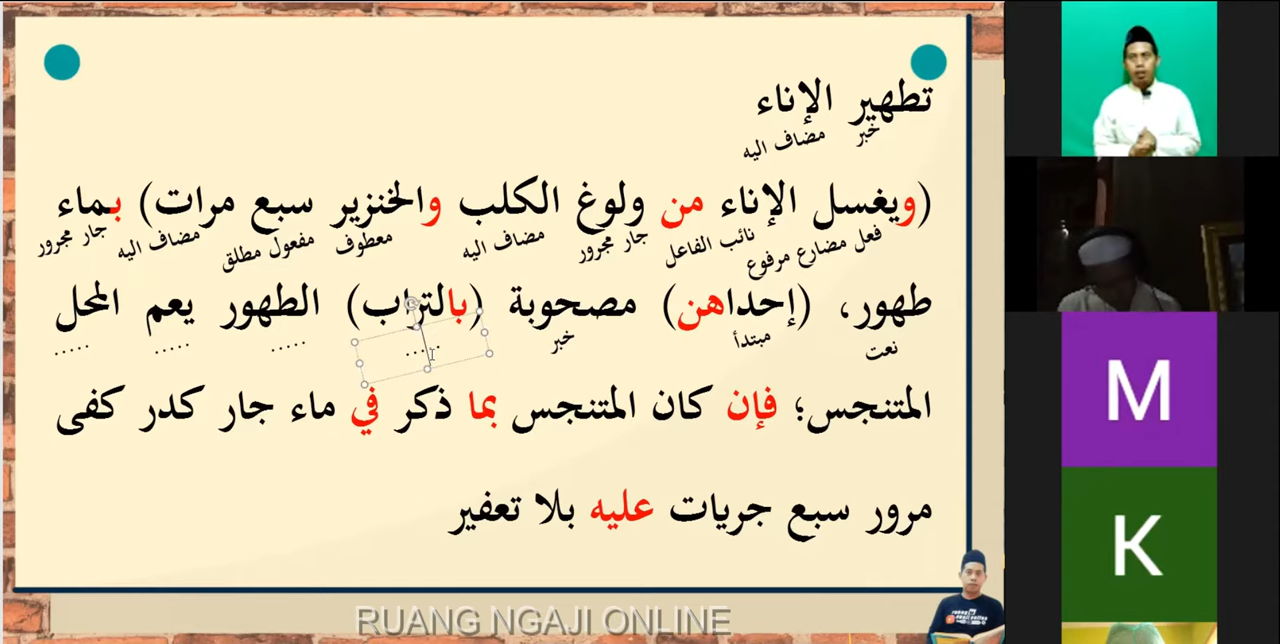 تطهير الإناء
خبر مضاف اليه
(ويغسل الإناء من ولوغ الكلب والخنزير سبع مرات) بماء
فعل مضارع مرفوع نائب الفاعل جار مجرور مضاف اليه معطوف مفعول مطلق مضاف اليه جار مجرور
طهور، (إحداهن) مصحوبة (بالتراب) الطهور يعم المحل
نعت مبتدأ خبر ..... ..... ..... .....
المتنجس؛ فإن كان المتنجس بما ذكر في ماء جار كدر كفى
مرور سبع جريات عليه بلا تعفير
RUANG NGAJI ONLINE
M
K